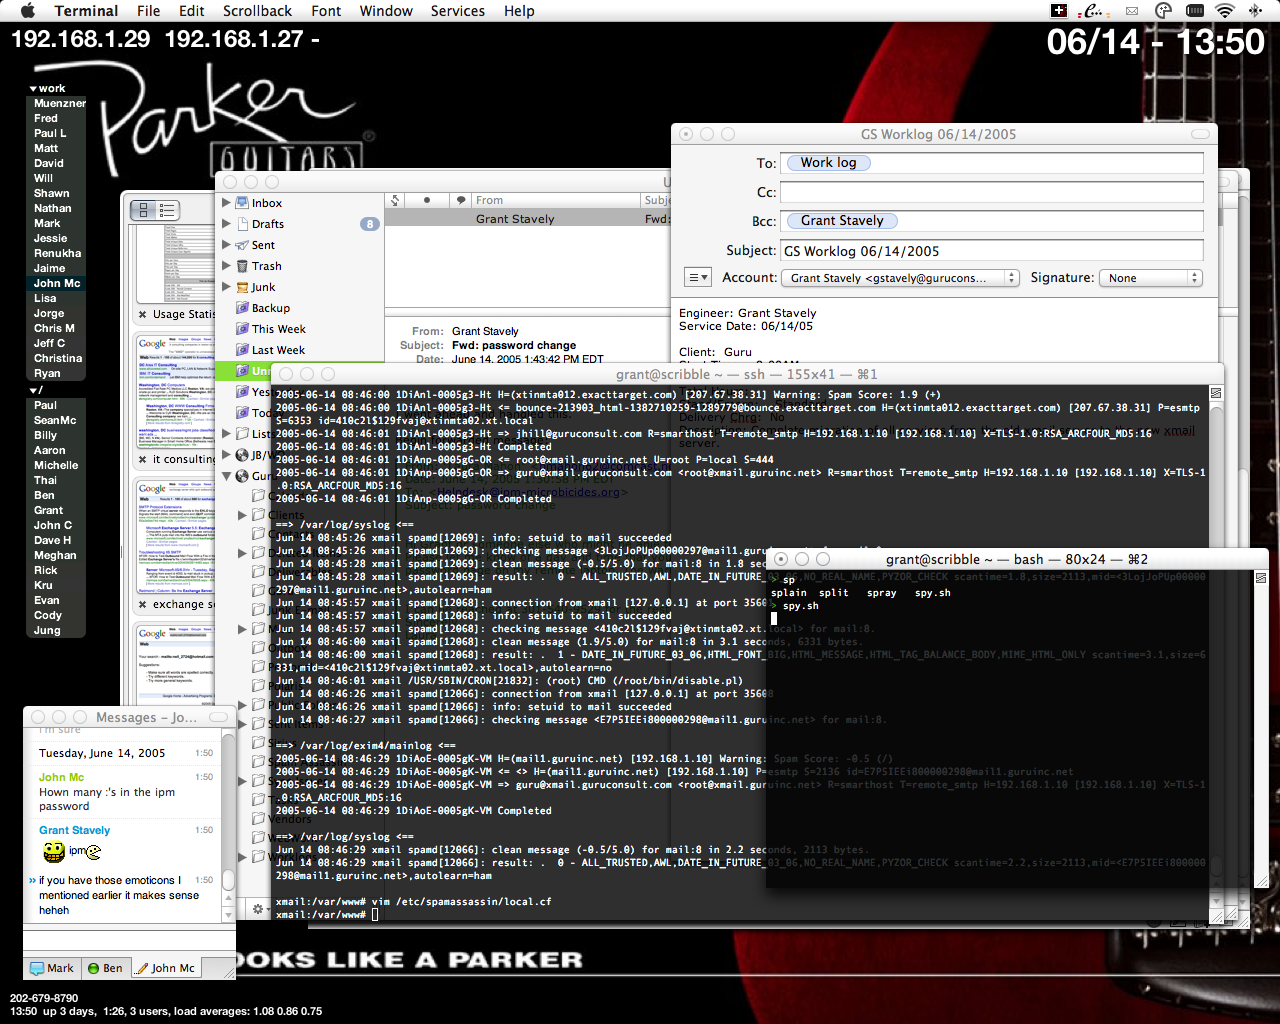 Terminal File Edit Scrollback Font Window Services Help
192.168.1.29 192.168.1.27 -
06/14 - 13:50
Parker
GUITARS
work
Muenzner
Fred
Paul L
Matt
David
Will
Shawn
Nathan
Mark
Jessie
Renukha
Jaime
John Mc
Lisa
Jorge
Chris M
Jeff C
Christina
Ryan
/
Paul
SeanMc
Billy
Aaron
Michelle
Thai
Ben
Grant
John C
Dave H
Meghan
Rick
Kru
Evan
Cody
Jung
Usage Statis
Google
it consulting
Google
exchange se
Google
Inbox
Drafts 8
Sent
Trash
Junk
Backup
This Week
Last Week
Unr
Yes
Toda
List
JB/W
Guru
From Subje
Grant Stavely Fwd:
From: Grant Stavely
Subject: Fwd: password change
Date: June 14, 2005 1:43:42 PM EDT
GS Worklog 06/14/2005
To: Work log
Cc:
Bcc: Grant Stavely
Subject: GS Worklog 06/14/2005
Account: Grant Stavely <gstavely@gurucons... Signature: None
Engineer: Grant Stavely
Service Date: 06/14/05
Client: Guru
grant@scribble ~ — ssh — 155x41 — ⌘1
2005-06-14 08:46:00 1DiAnl-0005g3-Ht H=(xtinmta012.exacttarget.com) [207.67.38.31] Warning: Spam Score: 1.9 (+)
2005-06-14 08:46:01 1DiAnl-0005g3-Ht <= bounce-213903_html-1382710259-1289779@bounce.exacttarget.com H=(xtinmta012.exacttarget.com) [207.67.38.31] P=esmtp
S=6353 id=410c2l$129fvaj@xtinmta02.xt.local
2005-06-14 08:46:01 1DiAnl-0005g3-Ht => jhill@guruconsult.com R=smarthost T=remote_smtp H=192.168.1.10 [192.168.1.10] X=TLS-1.0:RSA_ARCFOUR_MD5:16
2005-06-14 08:46:01 1DiAnl-0005g3-Ht Completed
2005-06-14 08:46:01 1DiAnp-0005gG-OR <= root@xmail.guruinc.net U=root P=local S=444
2005-06-14 08:46:01 1DiAnp-0005gG-OR => guru@xmail.guruconsult.com <root@xmail.guruinc.net> R=smarthost T=remote_smtp H=192.168.1.10 [192.168.1.10] X=TLS-1
.0:RSA_ARCFOUR_MD5:16
2005-06-14 08:46:01 1DiAnp-0005gG-OR Completed
==> /var/log/syslog <==
Jun 14 08:45:26 xmail spamd[12069]: info: setuid to mail succeeded
Jun 14 08:45:26 xmail spamd[12069]: checking message <3LojJoPUp00000297@mail1.gur
Jun 14 08:45:28 xmail spamd[12069]: clean message (-0.5/5.0) for mail:8 in 1.8 se
Jun 14 08:45:28 xmail spamd[12069]: result: . 0 - ALL_TRUSTED,AWL,DATE_IN_FUTURE_03_06,NO_REAL_NAME,PYZOR_CHECK scantime=1.8,size=2113,mid=<3LojJoPUp00000
297@mail1.guruinc.net>,autolearn=ham
Jun 14 08:45:57 xmail spamd[12068]: connection from xmail [127.0.0.1] at port 3560
Jun 14 08:45:57 xmail spamd[12068]: info: setuid to mail succeeded
Jun 14 08:45:57 xmail spamd[12068]: checking message <410c2l$129fvaj@xtinmta02.xt.local> for mail:8.
Jun 14 08:46:00 xmail spamd[12068]: clean message (1.9/5.0) for mail:8 in 3.1 seconds, 6331 bytes.
Jun 14 08:46:00 xmail spamd[12068]: result: . 1 - DATE_IN_FUTURE_03_06,HTML_FONT_BIG,HTML_MESSAGE,HTML_TAG_BALANCE_BODY,MIME_HTML_ONLY scantime=3.1,size=6
331,mid=<410c2l$129fvaj@xtinmta02.xt.local>,autolearn=no
Jun 14 08:46:01 xmail /USR/SBIN/CRON[21832]: (root) CMD (/root/bin/disable.pl)
Jun 14 08:46:26 xmail spamd[12066]: connection from xmail [127.0.0.1] at port 35608
Jun 14 08:46:26 xmail spamd[12066]: info: setuid to mail succeeded
Jun 14 08:46:27 xmail spamd[12066]: checking message <E7P5IEEi800000298@mail1.guruinc.net> for mail:8.
==> /var/log/exim4/mainlog <==
2005-06-14 08:46:29 1DiAoE-0005gK-VM H=(mail1.guruinc.net) [192.168.1.10] Warning: Spam Score: -0.5 (/)
2005-06-14 08:46:29 1DiAoE-0005gK-VM <= <> H=(mail1.guruinc.net) [192.168.1.10] P=esmtp S=2136 id=E7P5IEEi800000298@mail1.guruinc.net
2005-06-14 08:46:29 1DiAoE-0005gK-VM => guru@xmail.guruconsult.com <root@xmail.guruinc.net> R=smarthost T=remote_smtp H=192.168.1.10 [192.168.1.10] X=TLS-1
.0:RSA_ARCFOUR_MD5:16
2005-06-14 08:46:29 1DiAoE-0005gK-VM Completed
==> /var/log/syslog <==
Jun 14 08:46:29 xmail spamd[12066]: clean message (-0.5/5.0) for mail:8 in 2.2 seconds, 2113 bytes.
Jun 14 08:46:29 xmail spamd[12066]: result: . 0 - ALL_TRUSTED,AWL,DATE_IN_FUTURE_03_06,NO_REAL_NAME,PYZOR_CHECK scantime=2.2,size=2113,mid=<E7P5IEEi800000
298@mail1.guruinc.net>,autolearn=ham
xmail:/var/www# vim /etc/spamassassin/local.cf
xmail:/var/www#
grant@scribble ~ — bash — 80x24 — ⌘2
> sp
splain split spray spy.sh
> spy.sh
Messages – Jo...
I'm sure
Tuesday, June 14, 2005 1:50
John Mc 1:50
Hown many :'s in the ipm
password
Grant Stavely 1:50
ipm
» if you have those emoticons I 1:50
mentioned earlier it makes sense
heheh
Mark Ben John Mc
OOKS LIKE A PARKER
202-679-8790
13:50 up 3 days, 1:26, 3 users, load averages: 1.08 0.86 0.75